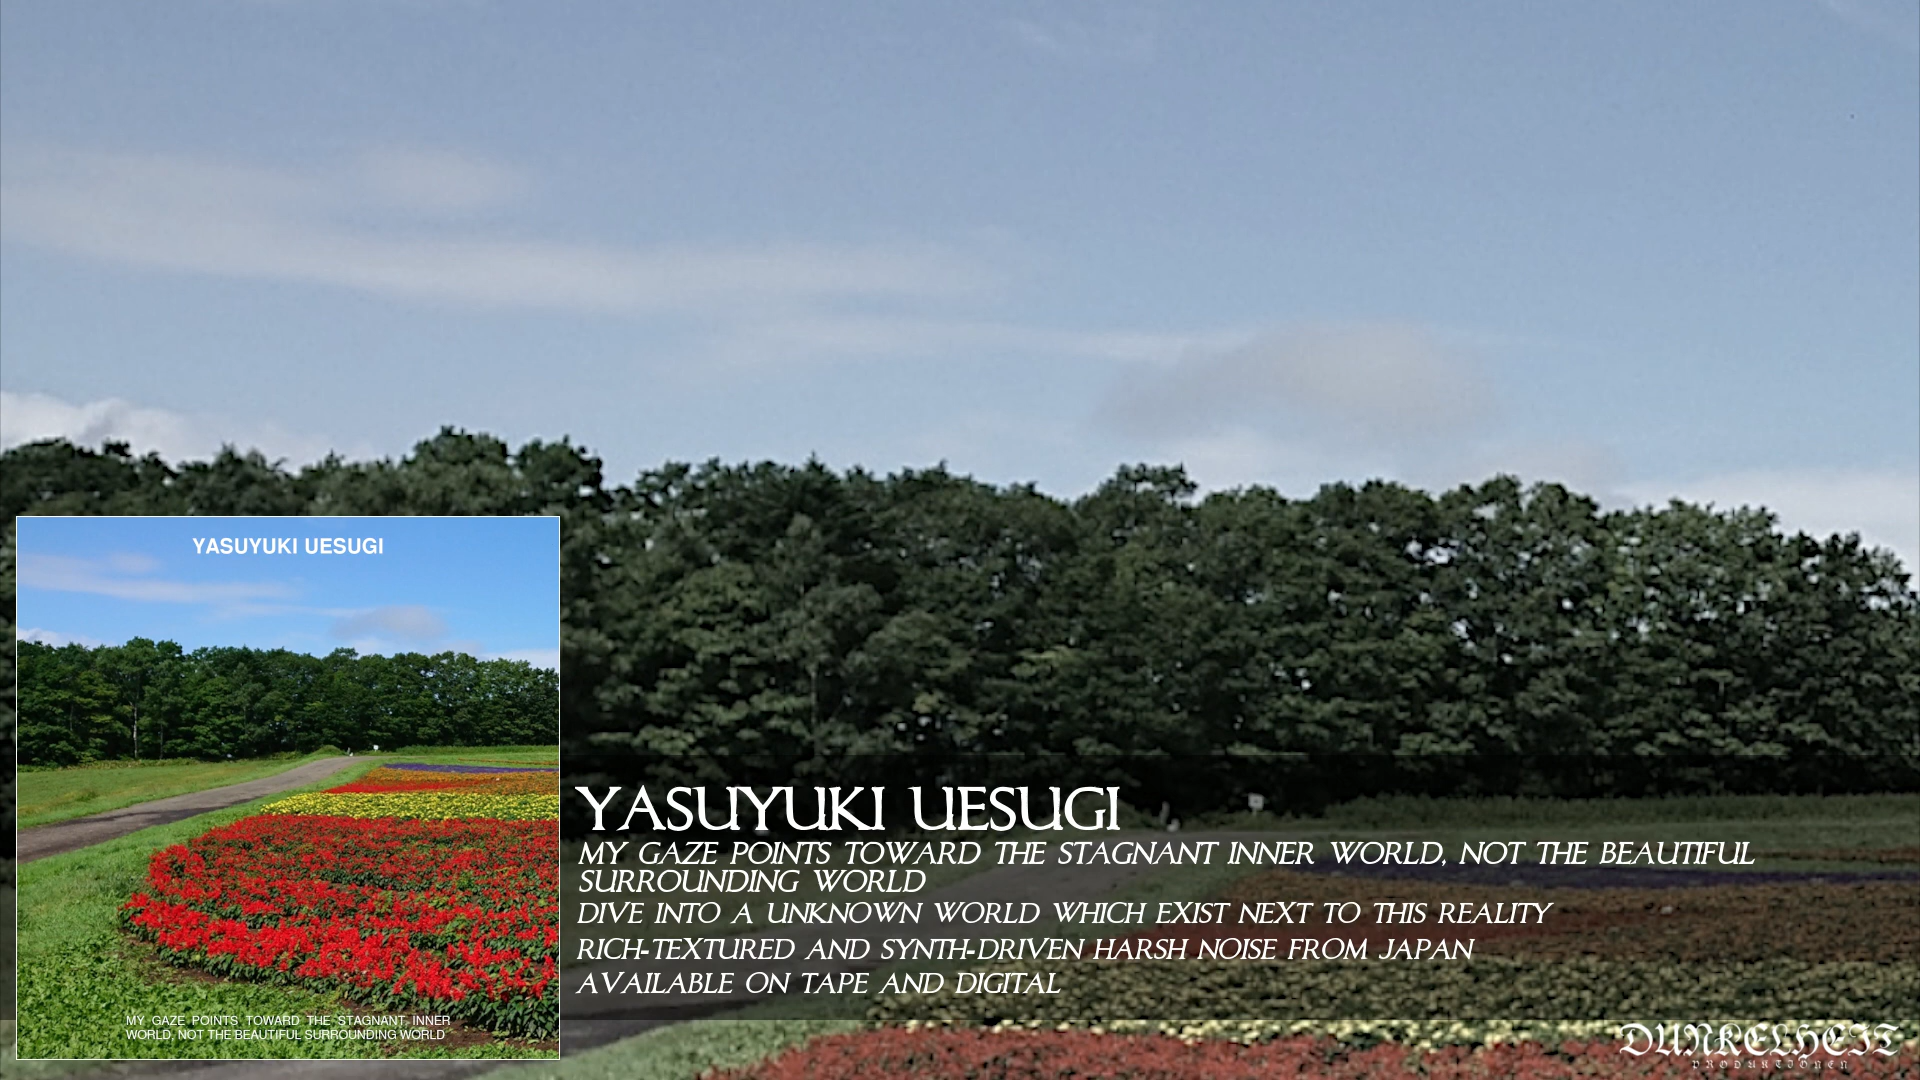 YASUYUKI UESUGI
MY GAZE POINTS TOWARD THE STAGNANT INNER
WORLD, NOT THE BEAUTIFUL SURROUNDING WORLD
YASUYUKI UESUGI
MY GAZE POINTS TOWARD THE STAGNANT INNER WORLD, NOT THE BEAUTIFUL
SURROUNDING WORLD
DIVE INTO A UNKNOWN WORLD WHICH EXIST NEXT TO THIS REALITY
RICH-TEXTURED AND SYNTH-DRIVEN HARSH NOISE FROM JAPAN
AVAILABLE ON TAPE AND DIGITAL
DUNKELHEIT
PRODUKTIONEN